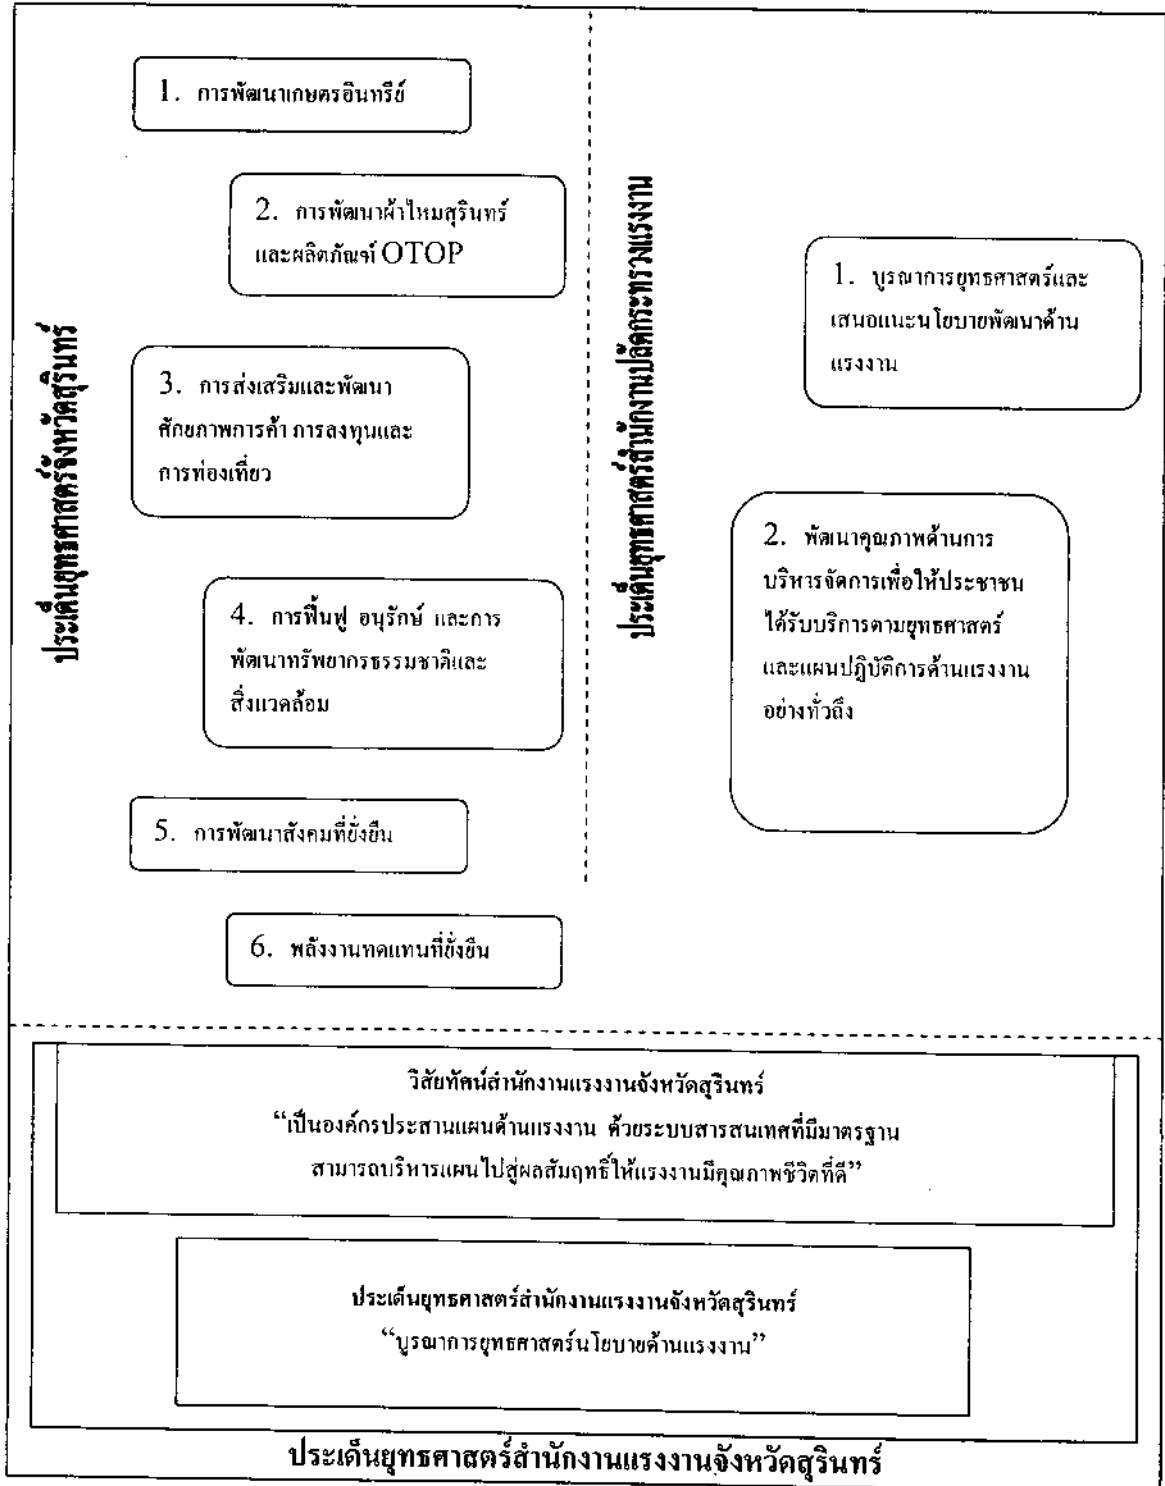 ประเด็นยุทธศาสตร์จังหวัดสุรินทร์
1. การพัฒนาเกษตรอินทรีย์
2. การพัฒนาผ้าไหมสุรินทร์
และผลิตภัณฑ์ OTOP
3. การส่งเสริมและพัฒนา
ศักยภาพการค้า การลงทุนและ
การท่องเที่ยว
4. การฟื้นฟู อนุรักษ์ และการ
พัฒนาทรัพยากรธรรมชาติและ
สิ่งแวดล้อม
5. การพัฒนาสังคมที่ยั่งยืน
6. พลังงานทดแทนที่ยั่งยืน
ประเด็นยุทธศาสตร์สำนักงานปลัดกระทรวงแรงงาน
1. บูรณาการยุทธศาสตร์และ
เสนอแนะนโยบายพัฒนาด้าน
แรงงาน
2. พัฒนาคุณภาพด้านการ
บริหารจัดการเพื่อให้ประชาชน
ได้รับบริการตามยุทธศาสตร์
และแผนปฏิบัติการด้านแรงงาน
อย่างทั่วถึง
วิสัยทัศน์สำนักงานแรงงานจังหวัดสุรินทร์
“เป็นองค์กรประสานแผนด้านแรงงาน ด้วยระบบสารสนเทศที่มีมาตรฐาน
สามารถบริหารแผนไปสู่ผลสัมฤทธิ์ให้แรงงานมีคุณภาพชีวิตที่ดี”
ประเด็นยุทธศาสตร์สำนักงานแรงงานจังหวัดสุรินทร์
“บูรณาการยุทธศาสตร์นโยบายด้านแรงงาน”
ประเด็นยุทธศาสตร์สำนักงานแรงงานจังหวัดสุรินทร์